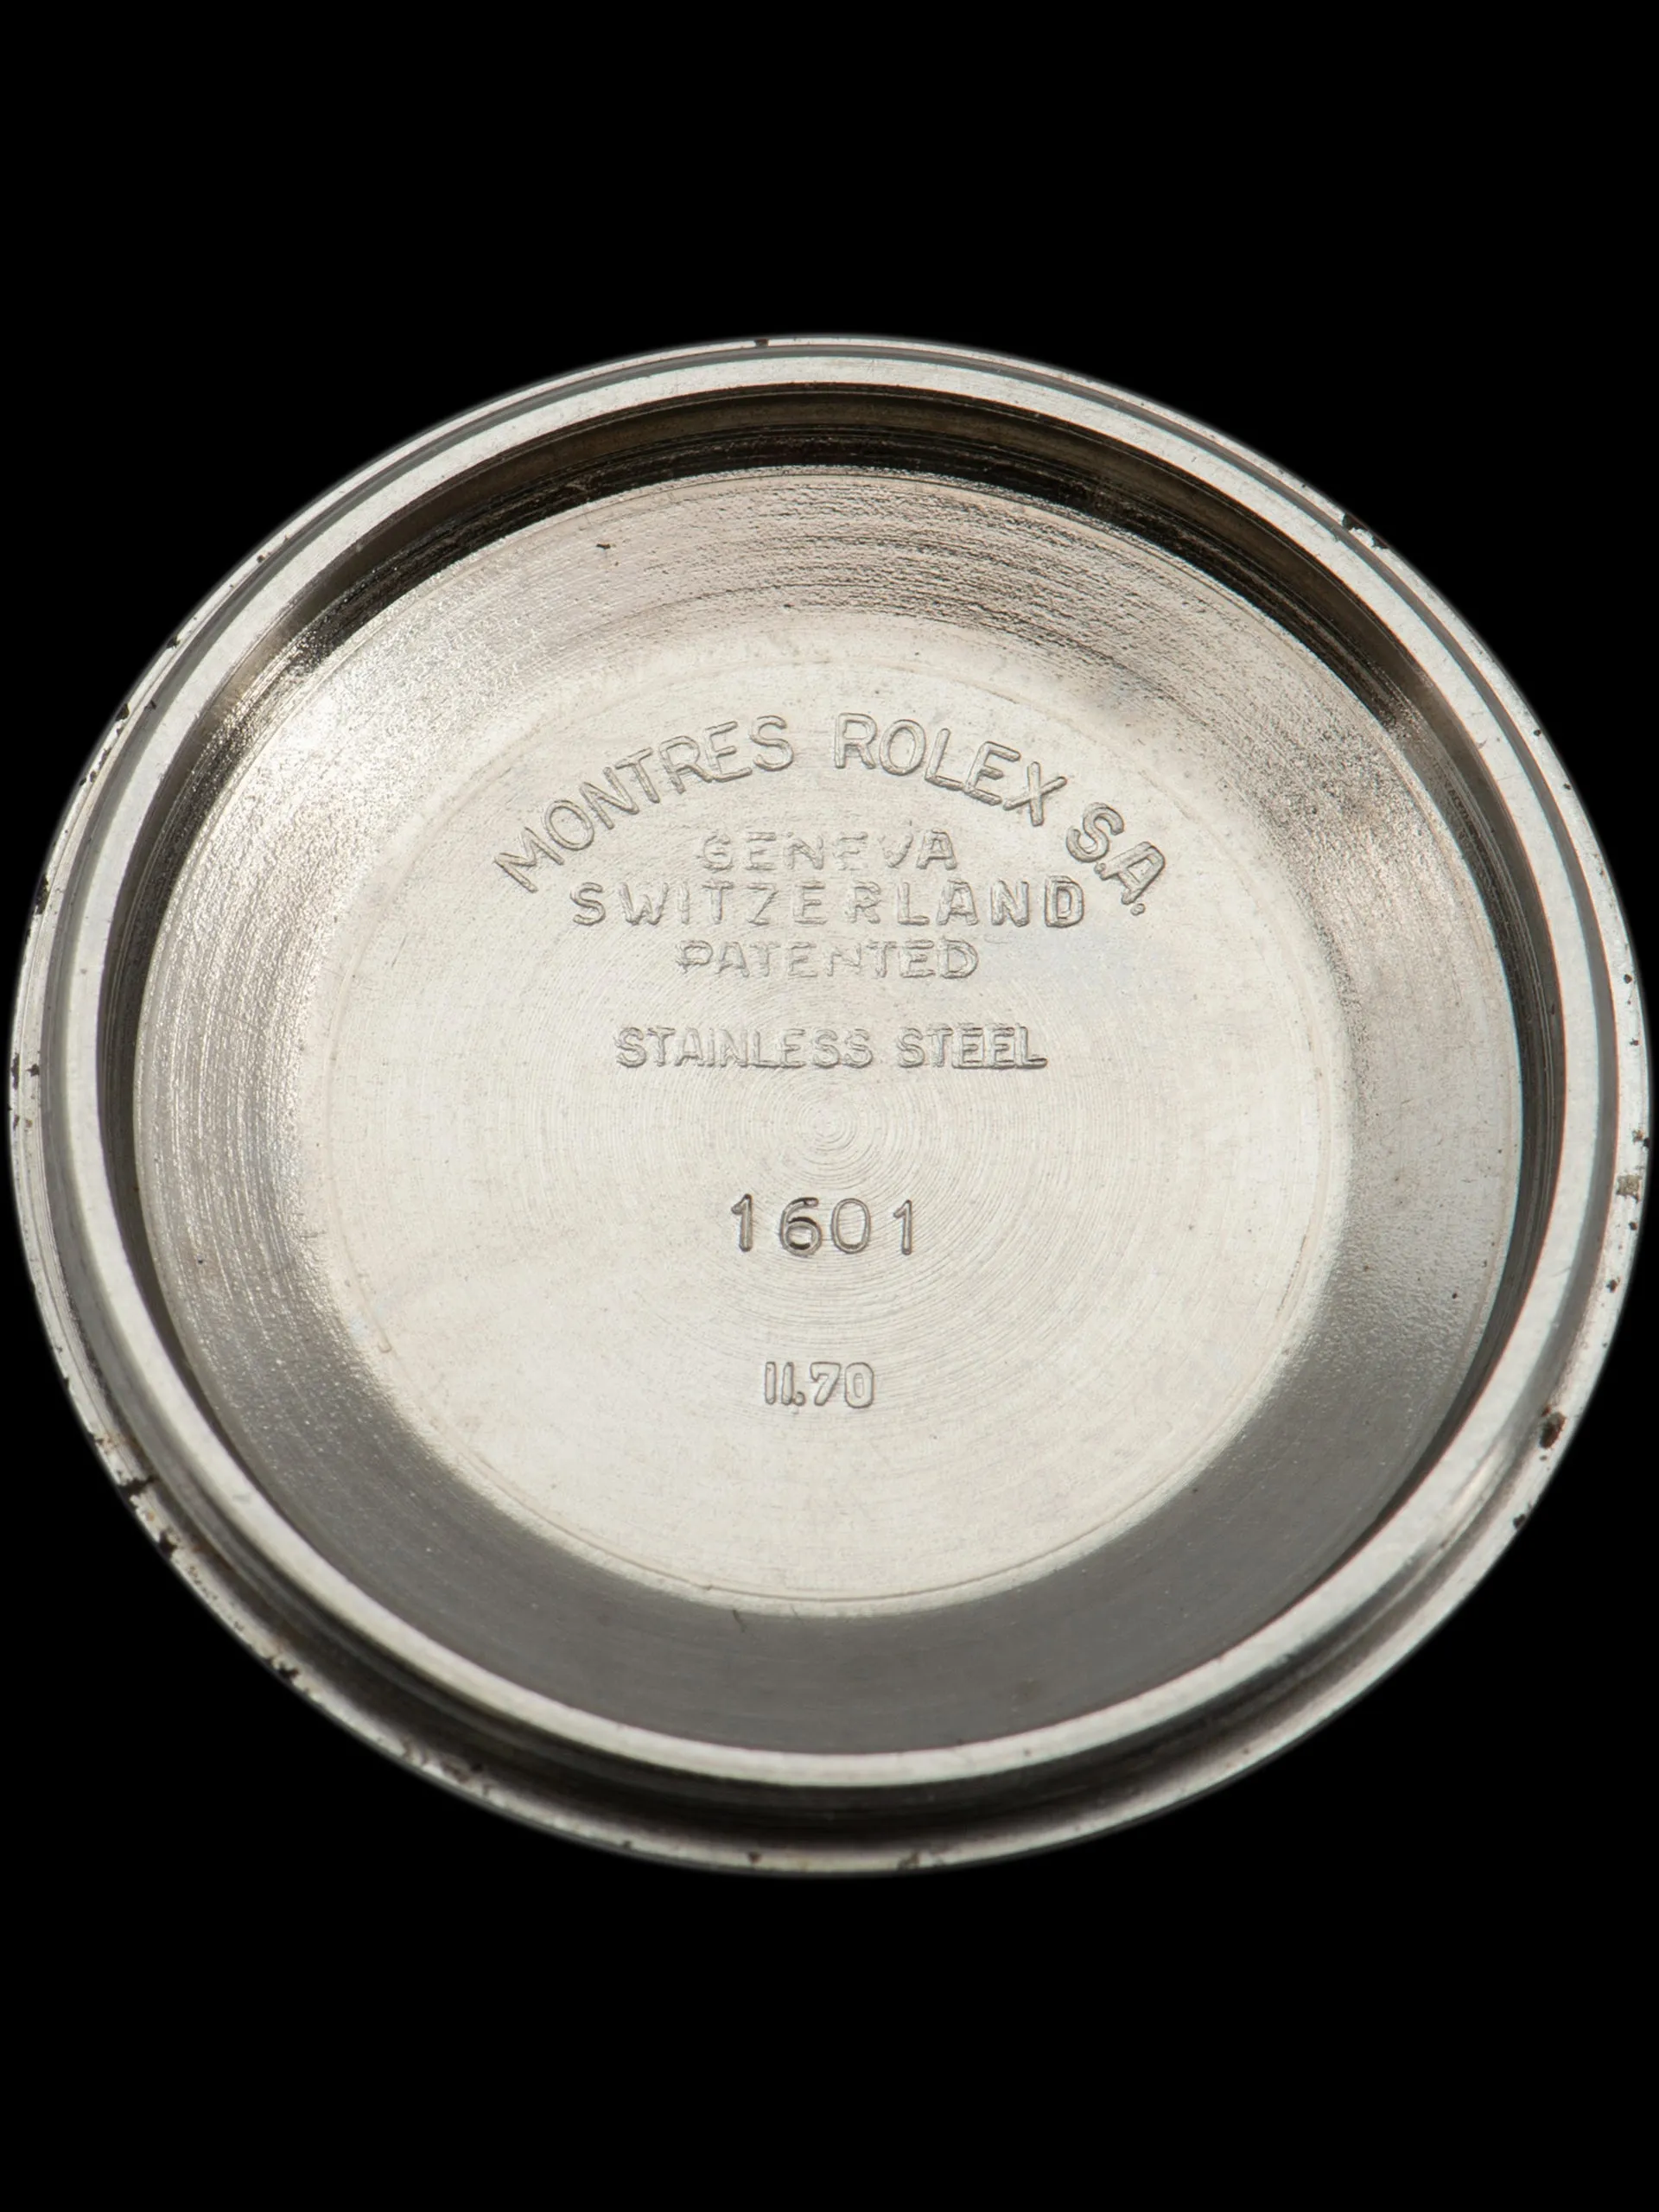 MONTRES ROLEX S.A.
GENEVA
SWITZERLAND
PATENTED
STAINLESS STEEL
1601
II.70